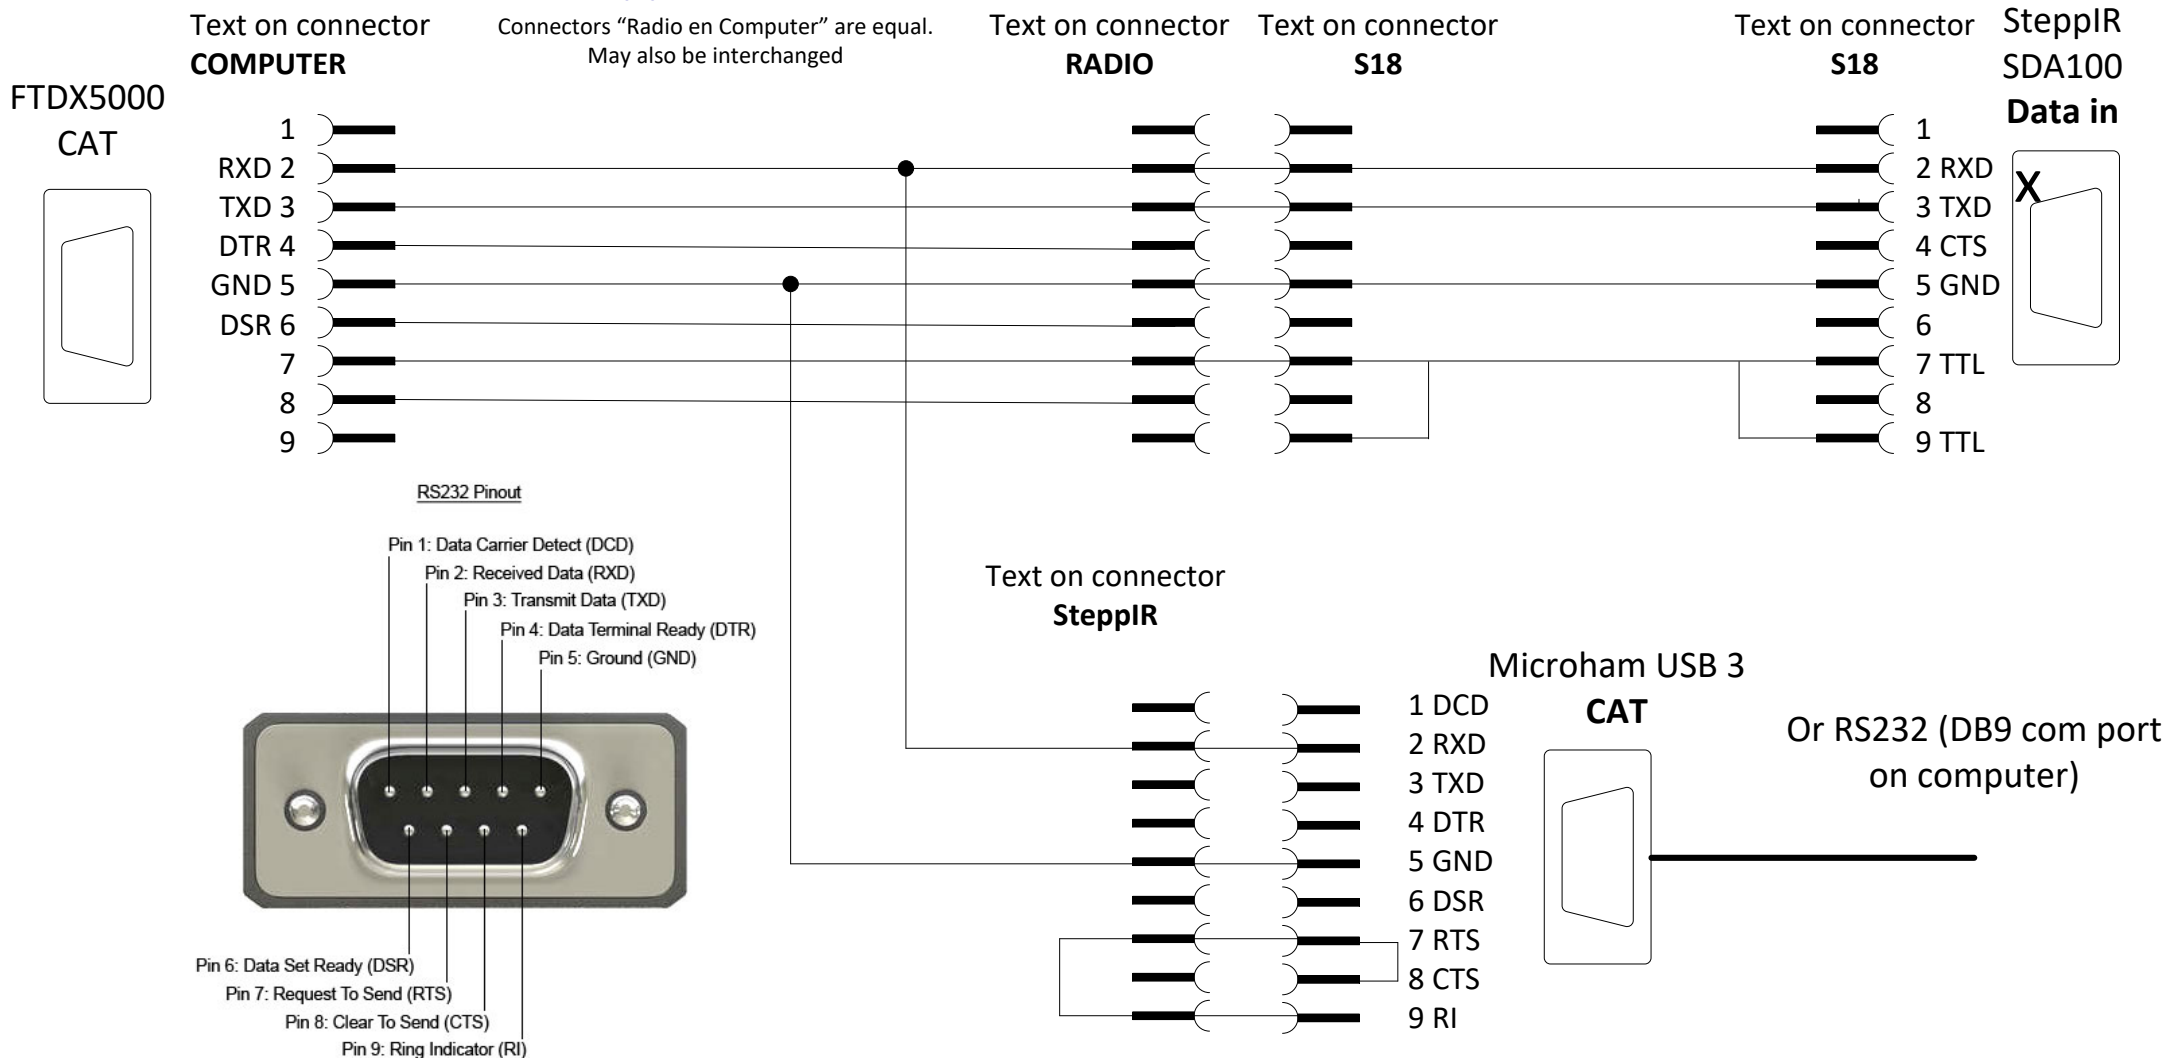 Text on connector
COMPUTER
Connectors “Radio en Computer” are equal.
May also be interchanged
Text on connector
RADIO
Text on connector
S18
Text on connector
S18
SteppIR
SDA100
Data in
FTDX5000
CAT
1
RXD 2
TXD 3
DTR 4
GND 5
DSR 6
7
8
9
1
2 RXD
3 TXD
4 CTS
5 GND
6
7 TTL
8
9 TTL
X
RS232 Pinout
Pin 1: Data Carrier Detect (DCD)
Pin 2: Received Data (RXD)
Pin 3: Transmit Data (TXD)
Pin 4: Data Terminal Ready (DTR)
Pin 5: Ground (GND)
Pin 6: Data Set Ready (DSR)
Pin 7: Request To Send (RTS)
Pin 8: Clear To Send (CTS)
Pin 9: Ring Indicator (RI)
Text on connector
SteppIR
1 DCD
2 RXD
3 TXD
4 DTR
5 GND
6 DSR
7 RTS
8 CTS
9 RI
Microham USB 3
CAT
Or RS232 (DB9 com port
on computer)